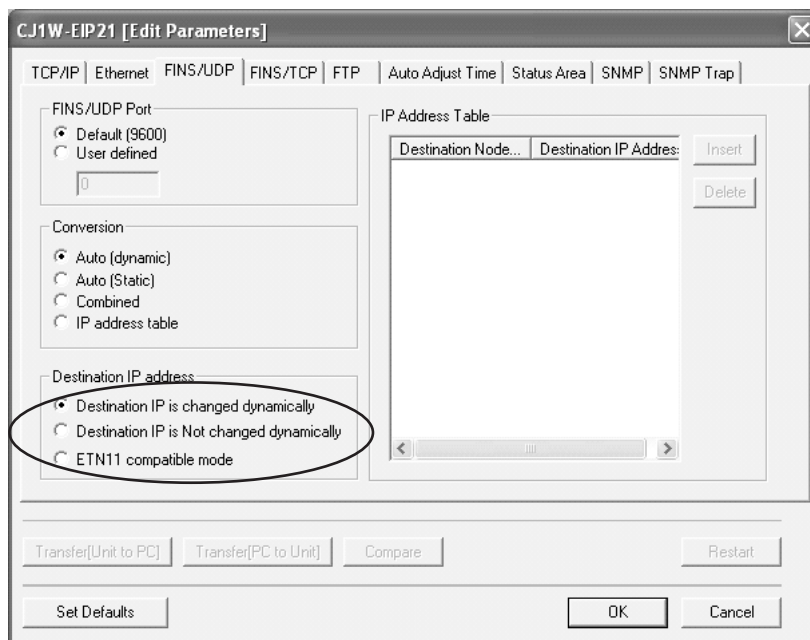 CJ1W-EIP21 [Edit Parameters]
TCP/IP Ethernet FINS/UDP FINS/TCP FTP Auto Adjust Time Status Area SNMP SNMP Trap
FINS/UDP Port
Default (9600)
User defined
0
Conversion
Auto (dynamic)
Auto (Static)
Combined
IP address table
Destination IP address
Destination IP is changed dynamically
Destination IP is Not changed dynamically
ETN11 compatible mode
IP Address Table
Destination Node... Destination IP Addres
Insert
Delete
Transfer[Unit to PC] Transfer[PC to Unit] Compare Restart
Set Defaults OK Cancel